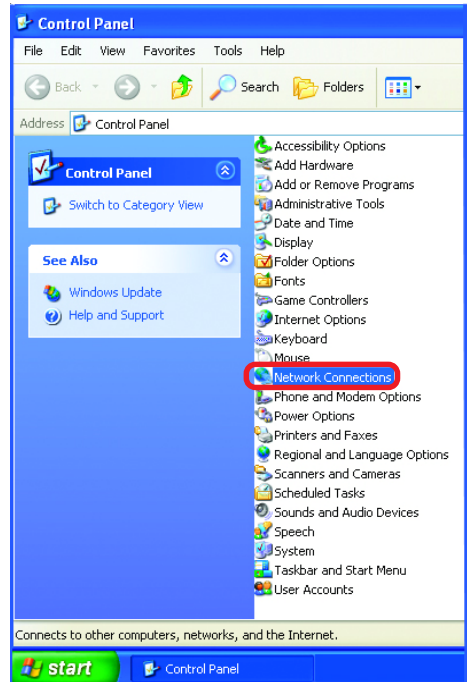 Control Panel
File Edit View Favorites Tools Help
Back Search Folders
Address Control Panel
Control Panel
Switch to Category View
See Also
Windows Update
Help and Support
Accessibility Options
Add Hardware
Add or Remove Programs
Administrative Tools
Date and Time
Display
Folder Options
Fonts
Game Controllers
Internet Options
Keyboard
Mouse
Network Connections
Phone and Modem Options
Power Options
Printers and Faxes
Regional and Language Options
Scanners and Cameras
Scheduled Tasks
Sounds and Audio Devices
Speech
System
Taskbar and Start Menu
User Accounts
Connects to other computers, networks, and the Internet.
start Control Panel